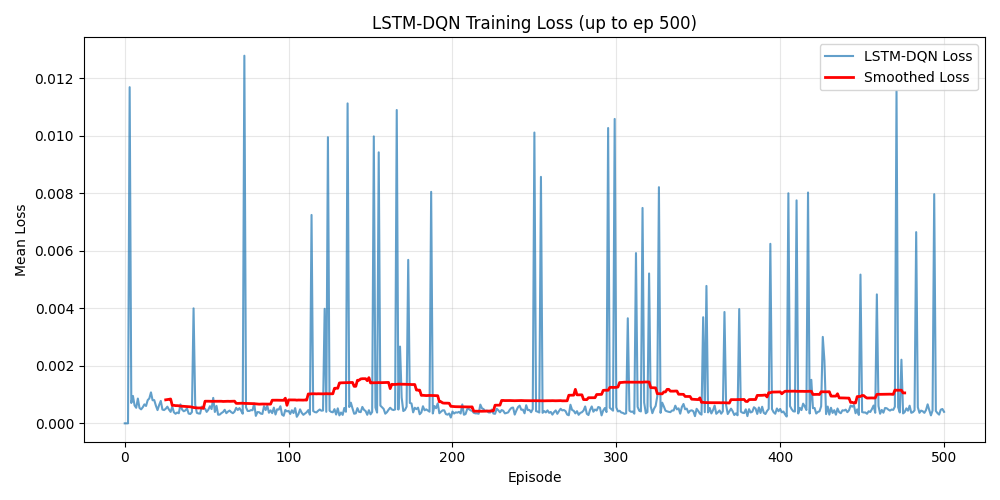 LSTM-DQN Training Loss (up to ep 500)
LSTM-DQN Loss
Smoothed Loss
Mean Loss
0.012
0.010
0.008
0.006
0.004
0.002
0.000
0
100
200
300
400
500
Episode